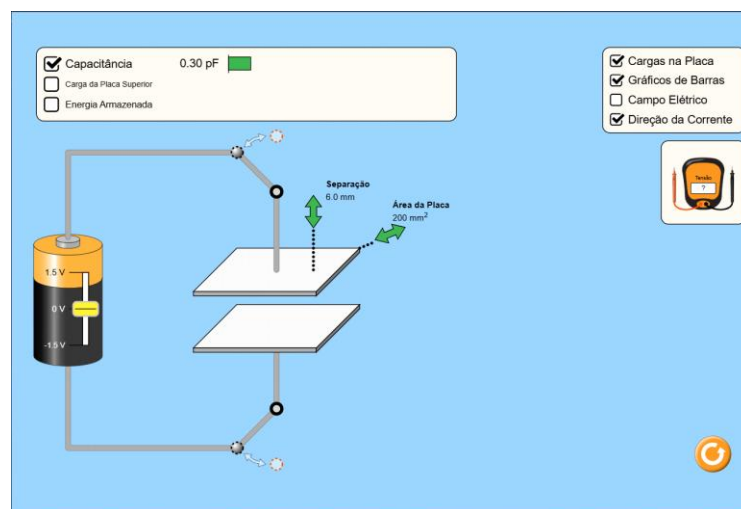 Capacitância 0.30 pF
Carga da Placa Superior
Energia Armazenada
Cargas na Placa
Gráficos de Barras
Campo Elétrico
Direção da Corrente
Tensão
?
Separação
6.0 mm
Área da Placa
200 mm²
1.5 V
0 V
-1.5 V